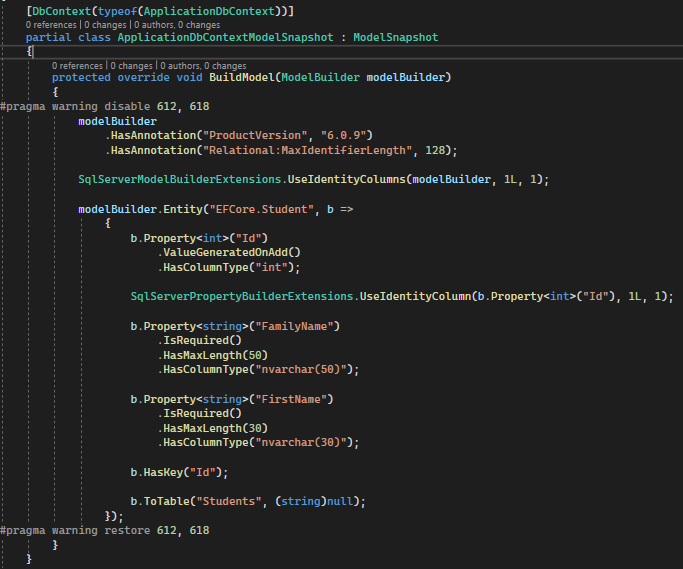 [DbContext(typeof(ApplicationDbContext))]
0 references | 0 changes | 0 authors, 0 changes
partial class ApplicationDbContextModelSnapshot : ModelSnapshot
{
0 references | 0 changes | 0 authors, 0 changes
protected override void BuildModel(ModelBuilder modelBuilder)
{
#pragma warning disable 612, 618
modelBuilder
.HasAnnotation("ProductVersion", "6.0.9")
.HasAnnotation("Relational:MaxIdentifierLength", 128);
SqlServerModelBuilderExtensions.UseIdentityColumns(modelBuilder, 1L, 1);
modelBuilder.Entity("EFCore.Student", b =>
{
b.Property<int>("Id")
.ValueGeneratedOnAdd()
.HasColumnType("int");
SqlServerPropertyBuilderExtensions.UseIdentityColumn(b.Property<int>("Id"), 1L, 1);
b.Property<string>("FamilyName")
.IsRequired()
.HasMaxLength(50)
.HasColumnType("nvarchar(50)");
b.Property<string>("FirstName")
.IsRequired()
.HasMaxLength(30)
.HasColumnType("nvarchar(30)");
b.HasKey("Id");
b.ToTable("Students", (string)null);
});
#pragma warning restore 612, 618
}
}